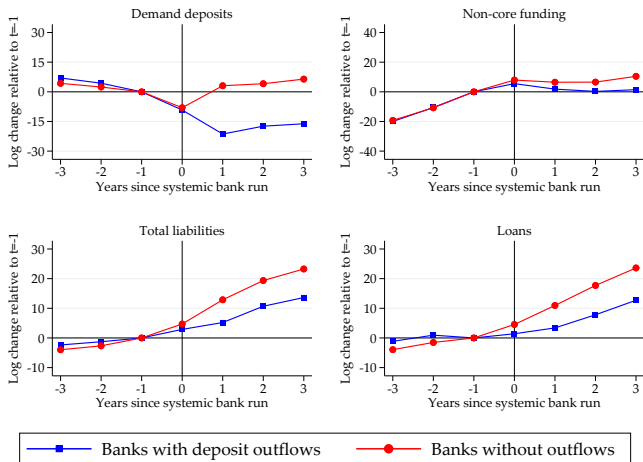 Demand deposits
Log change relative to t=-1
30
15
0
-15
-30
-3 -2 -1 0 1 2 3
Years since systemic bank run
Non-core funding
Log change relative to t=-1
40
20
0
-20
-40
-3 -2 -1 0 1 2 3
Years since systemic bank run
Total liabilities
Log change relative to t=-1
30
20
10
0
-10
-3 -2 -1 0 1 2 3
Years since systemic bank run
Loans
Log change relative to t=-1
30
20
10
0
-10
-3 -2 -1 0 1 2 3
Years since systemic bank run
Banks with deposit outflows Banks without outflows